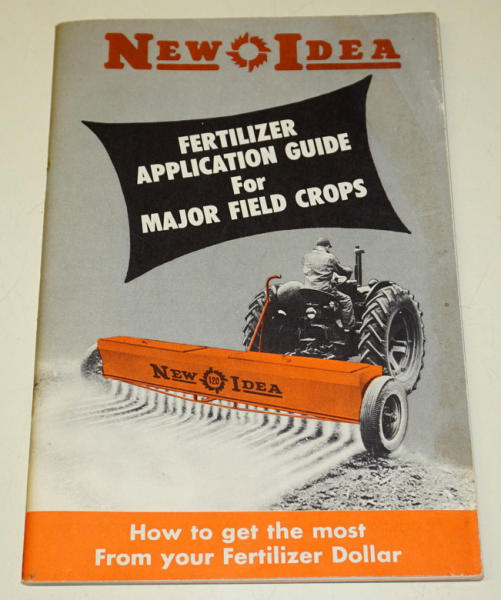 NEW IDEA
FERTILIZER
APPLICATION GUIDE
For
MAJOR FIELD CROPS
NEW 120 IDEA
How to get the most
From your Fertilizer Dollar